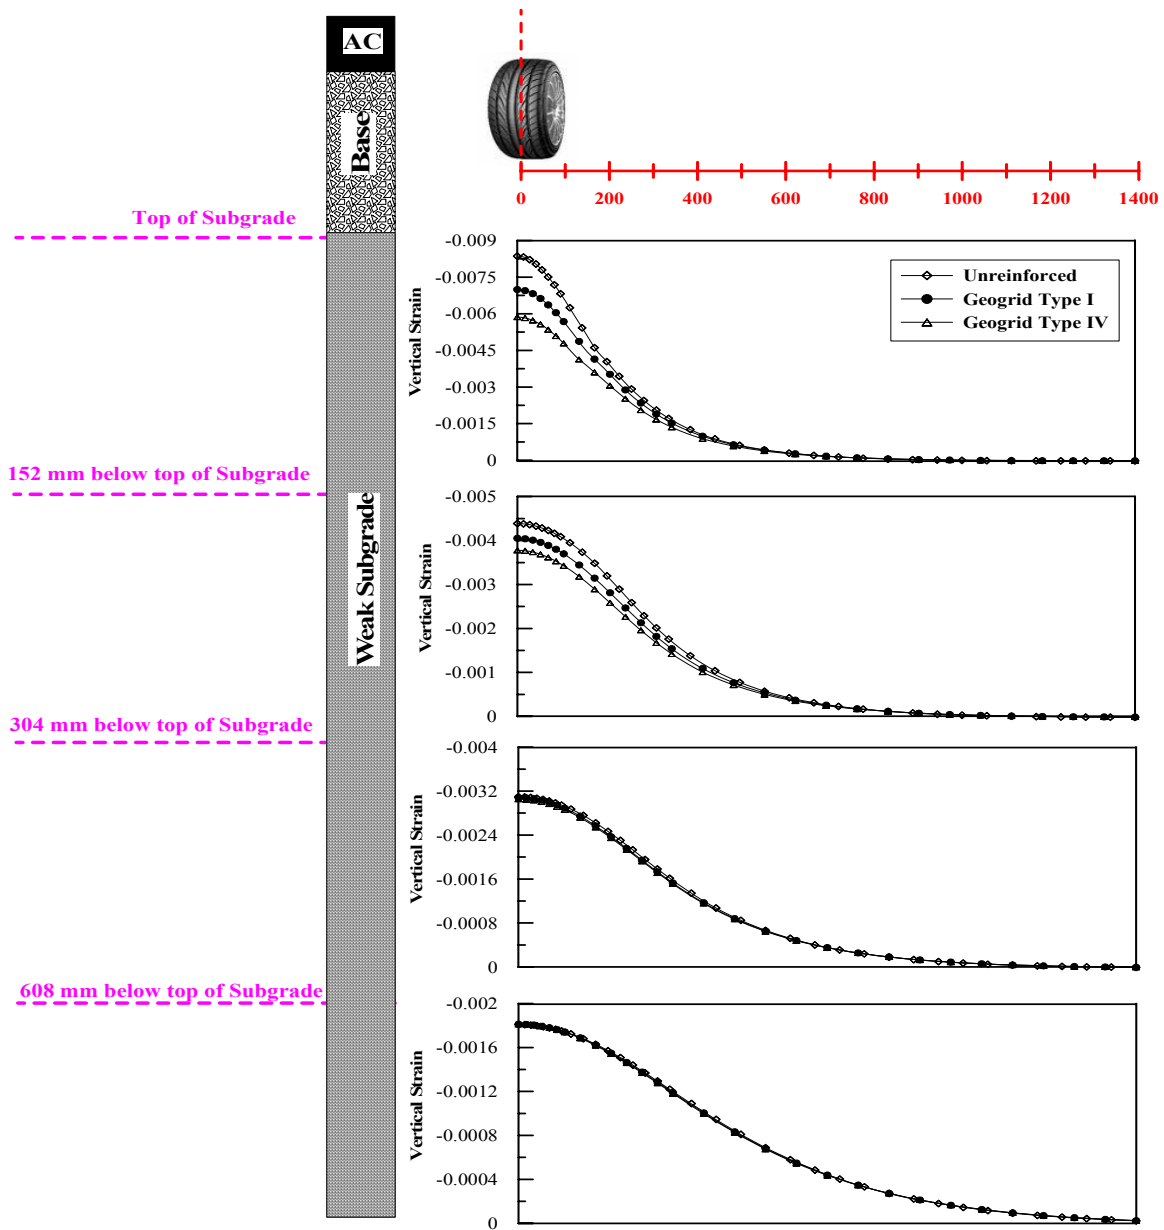 AC
Base
0 200 400 600 800 1000 1200 1400
Top of Subgrade
-0.009
-0.0075
-0.006
-0.0045
-0.003
-0.0015
0
Vertical Strain
Unreinforced
Geogrid Type I
Geogrid Type IV
152 mm below top of Subgrade
Weak Subgrade
-0.005
-0.004
-0.003
-0.002
-0.001
0
Vertical Strain
304 mm below top of Subgrade
-0.004
-0.0032
-0.0024
-0.0016
-0.0008
0
Vertical Strain
608 mm below top of Subgrade
-0.002
-0.0016
-0.0012
-0.0008
-0.0004
0
Vertical Strain